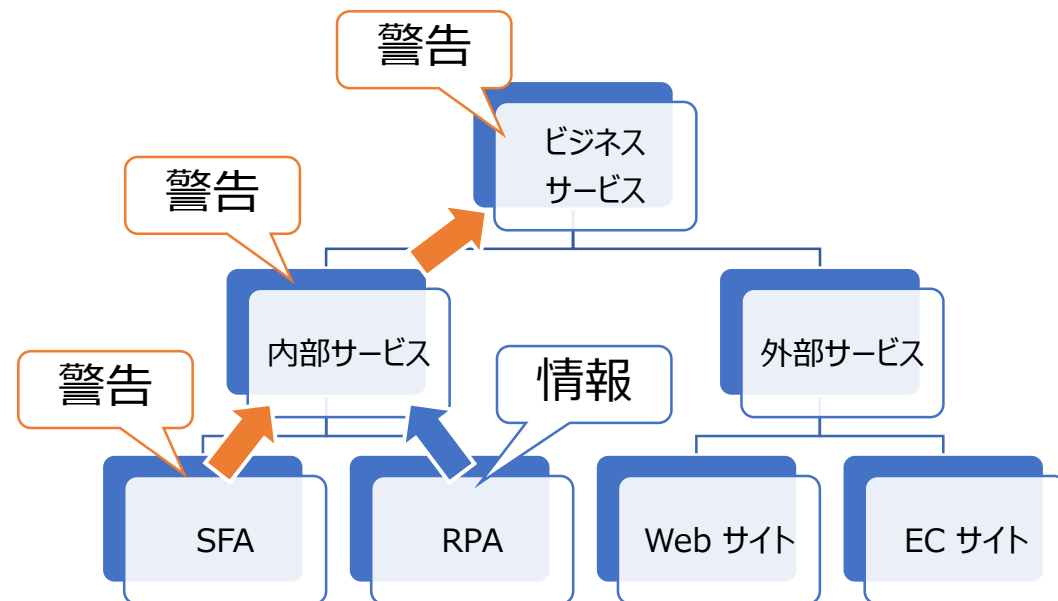 警告
ビジネス
サービス
警告
内部サービス
外部サービス
警告
情報
SFA
RPA
Web サイト
EC サイト